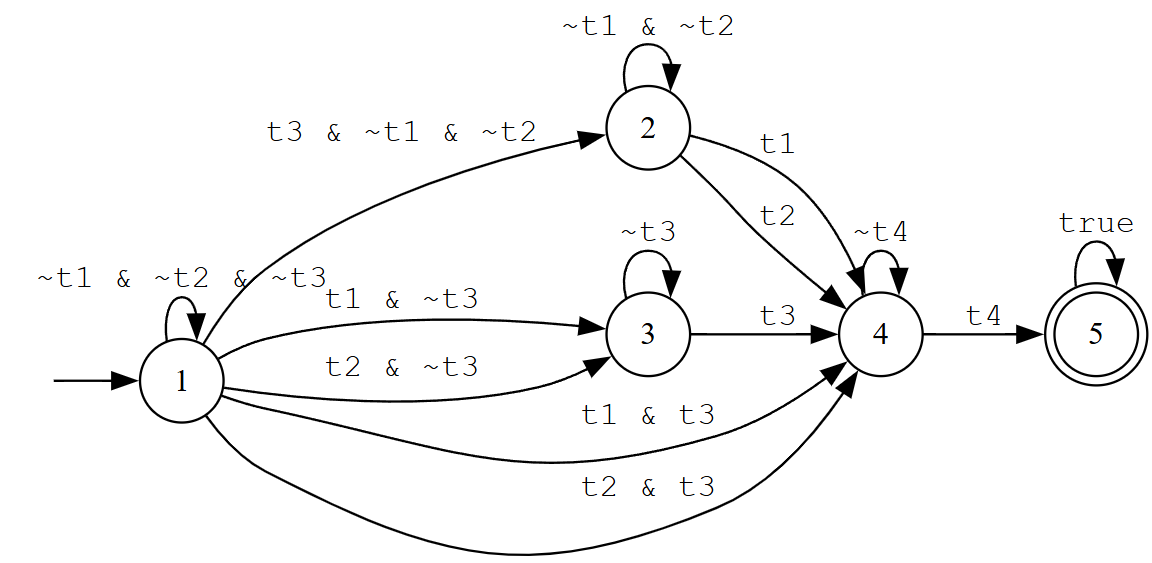 ~t1 & ~t2
t3 & ~t1 & ~t2
2
t1
t2
~t3
~t4
true
~t1 & ~t2 & ~t3
t1 & ~t3
3
t3
4
t4
5
1
t2 & ~t3
t1 & t3
t2 & t3